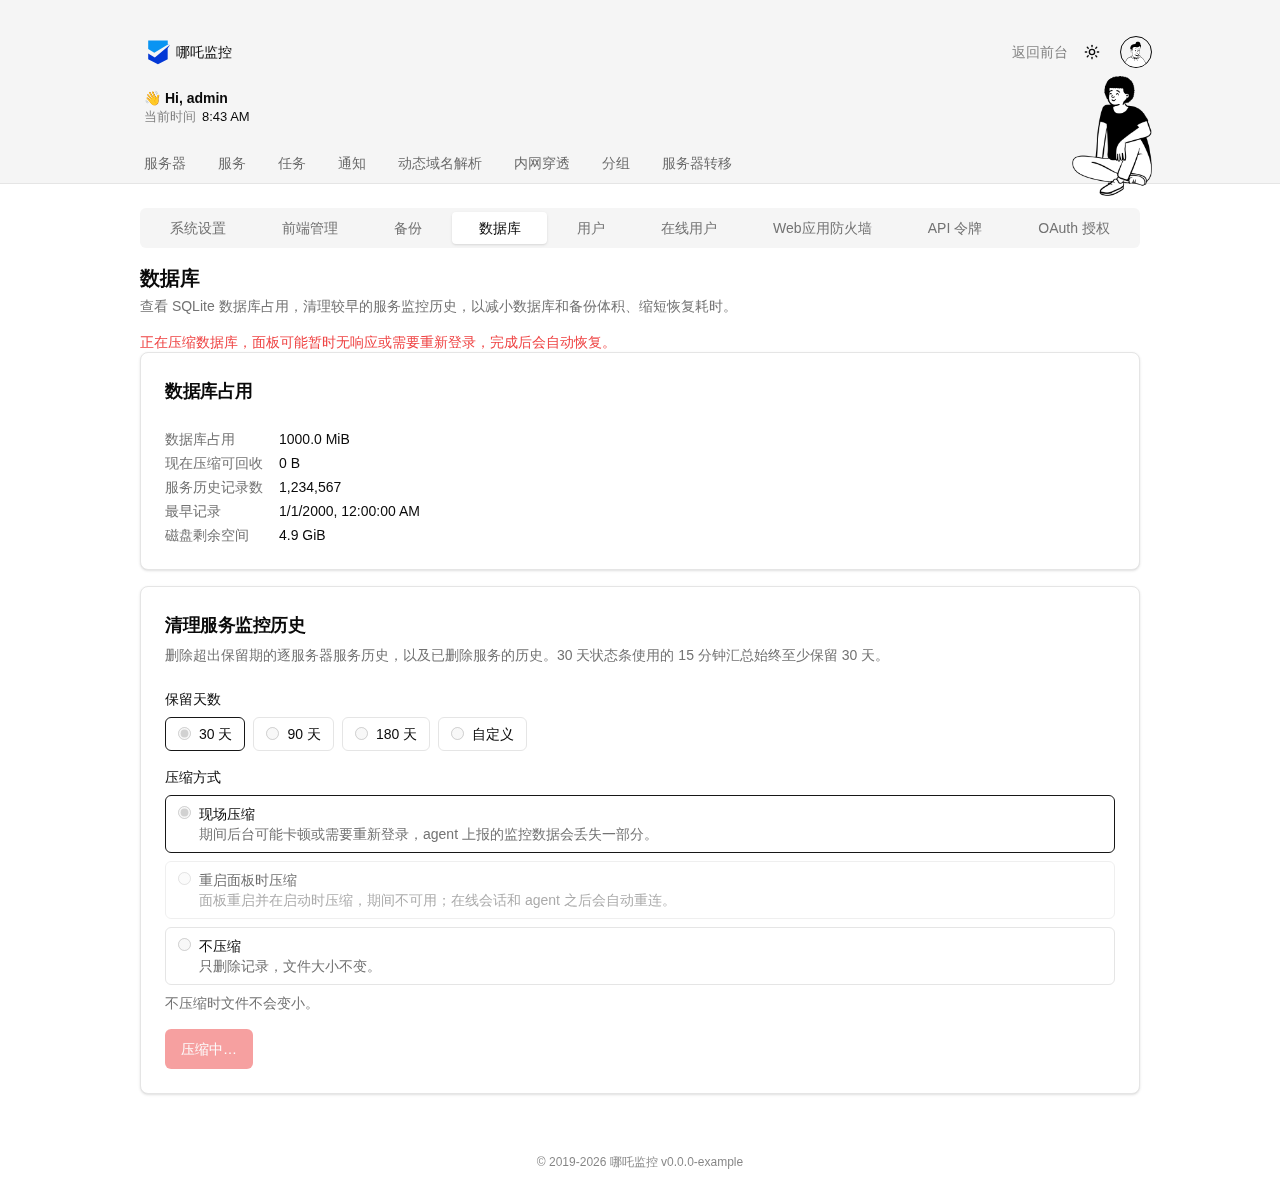 哪吒监控
返回前台
👋 Hi, admin
当前时间 8:43 AM
服务器 服务 任务 通知 动态域名解析 内网穿透 分组 服务器转移
系统设置 前端管理 备份 数据库 用户 在线用户 Web应用防火墙 API 令牌 OAuth 授权
数据库
查看 SQLite 数据库占用，清理较早的服务监控历史，以减小数据库和备份体积、缩短恢复耗时。
正在压缩数据库，面板可能暂时无响应或需要重新登录，完成后会自动恢复。
数据库占用
数据库占用 1000.0 MiB
现在压缩可回收 0 B
服务历史记录数 1,234,567
最早记录 1/1/2000, 12:00:00 AM
磁盘剩余空间 4.9 GiB
清理服务监控历史
删除超出保留期的逐服务器服务历史，以及已删除服务的历史。30 天状态条使用的 15 分钟汇总始终至少保留 30 天。
保留天数
30 天 90 天 180 天 自定义
压缩方式
现场压缩
期间后台可能卡顿或需要重新登录，agent 上报的监控数据会丢失一部分。
重启面板时压缩
面板重启并在启动时压缩，期间不可用；在线会话和 agent 之后会自动重连。
不压缩
只删除记录，文件大小不变。
不压缩时文件不会变小。
压缩中…
© 2019-2026 哪吒监控 v0.0.0-example